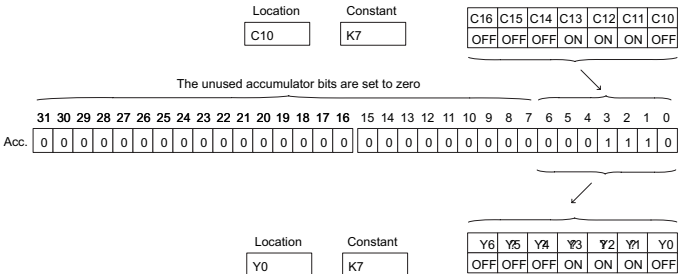 Location Constant
C10 K7
C16 C15 C14 C13 C12 C11 C10
OFF OFF OFF ON ON ON OFF
The unused accumulator bits are set to zero
31 30 29 28 27 26 25 24 23 22 21 20 19 18 17 16 15 14 13 12 11 10 9 8 7 6 5 4 3 2 1 0
Acc. 0 0 0 0 0 0 0 0 0 0 0 0 0 0 0 0 0 0 0 0 0 0 0 0 0 0 0 0 1 1 1 0
Location Constant
Y0 K7
Y6 Y5 Y4 Y3 Y2 Y1 Y0
OFF OFF OFF ON ON ON OFF